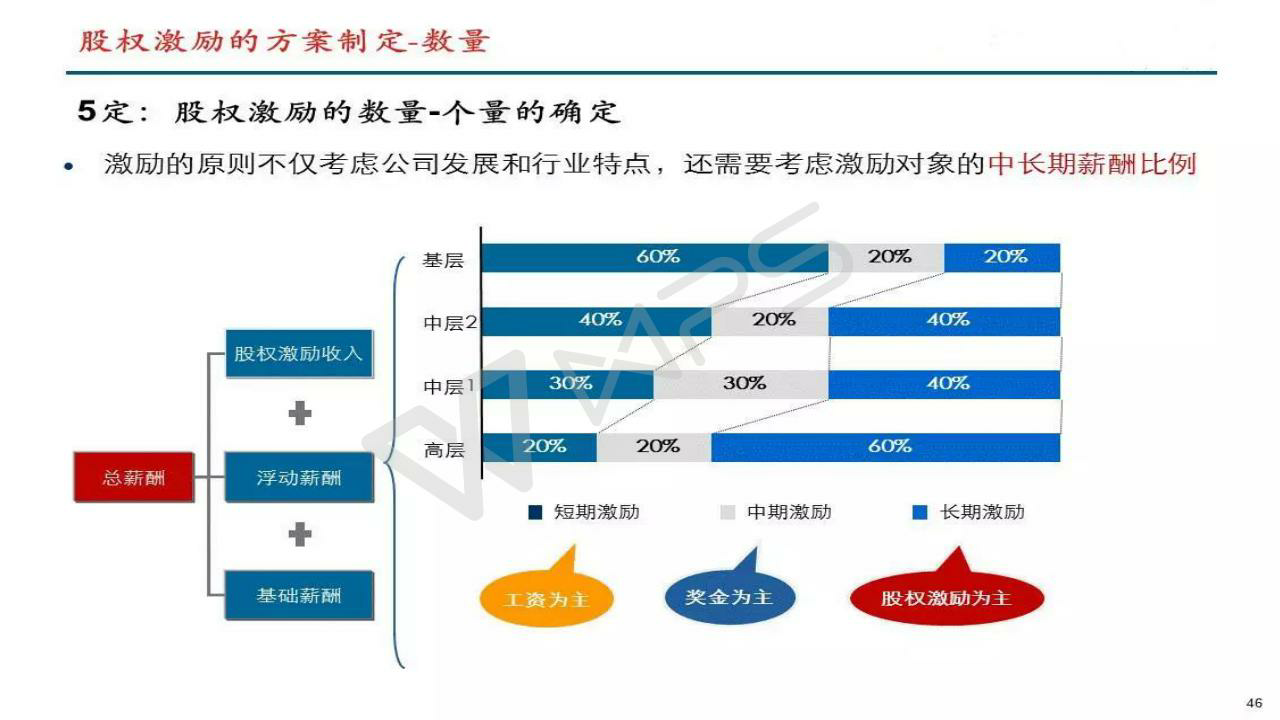 股权激励的方案制定-数量
5定：股权激励的数量-个量的确定
• 激励的原则不仅考虑公司发展和行业特点，还需要考虑激励对象的中长期薪酬比例
基层 60% 20% 20%
中层2 40% 20% 40%
中层1 30% 30% 40%
高层 20% 20% 60%
股权激励收入
总薪酬
浮动薪酬
基础薪酬
短期激励 中期激励 长期激励
工资为主 奖金为主 股权激励为主
WPS
46